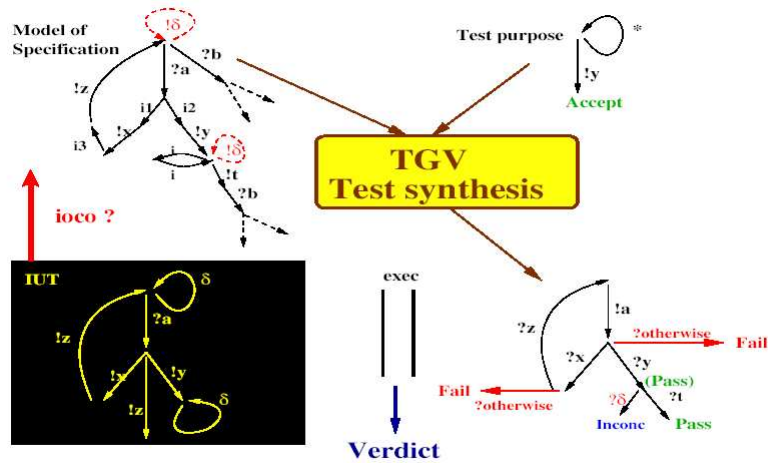 Model of
Specification
!δ
?b
?a
!z
i1
i2
!x
!y
i3
i
i
!δ
!t
?b
Test purpose
*
!y
Accept
TGV
Test synthesis
ioco ?
IUT
δ
?a
!z
!x
!y
!z
δ
exec
Verdict
!a
?z
?otherwise
Fail
?x
?y
(Pass)
Fail
?otherwise
?δ
?t
Inconc
Pass